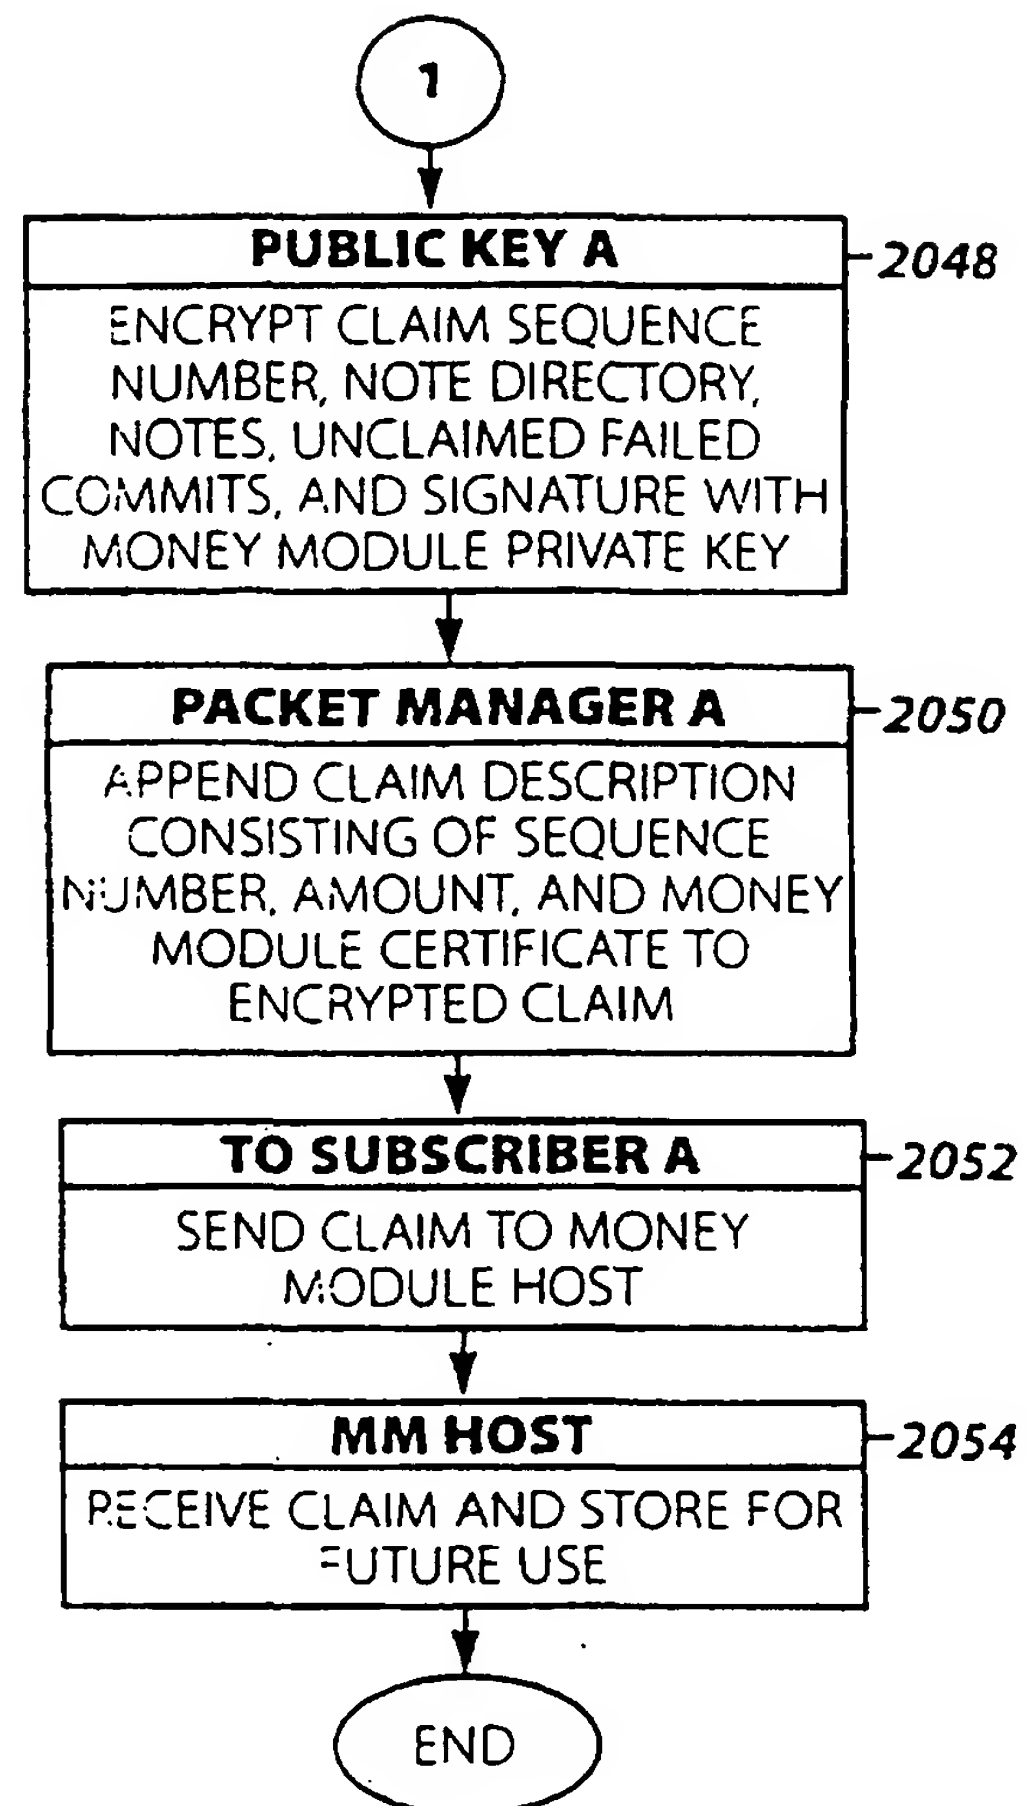 1
PUBLIC KEY A
2048
ENCRYPT CLAIM SEQUENCE
NUMBER, NOTE DIRECTORY,
NOTES, UNCLAIMED FAILED
COMMITS, AND SIGNATURE WITH
MONEY MODULE PRIVATE KEY
PACKET MANAGER A
2050
APPEND CLAIM DESCRIPTION
CONSISTING OF SEQUENCE
NUMBER, AMOUNT, AND MONEY
MODULE CERTIFICATE TO
ENCRYPTED CLAIM
TO SUBSCRIBER A
2052
SEND CLAIM TO MONEY
MODULE HOST
MM HOST
2054
RECEIVE CLAIM AND STORE FOR
FUTURE USE
END